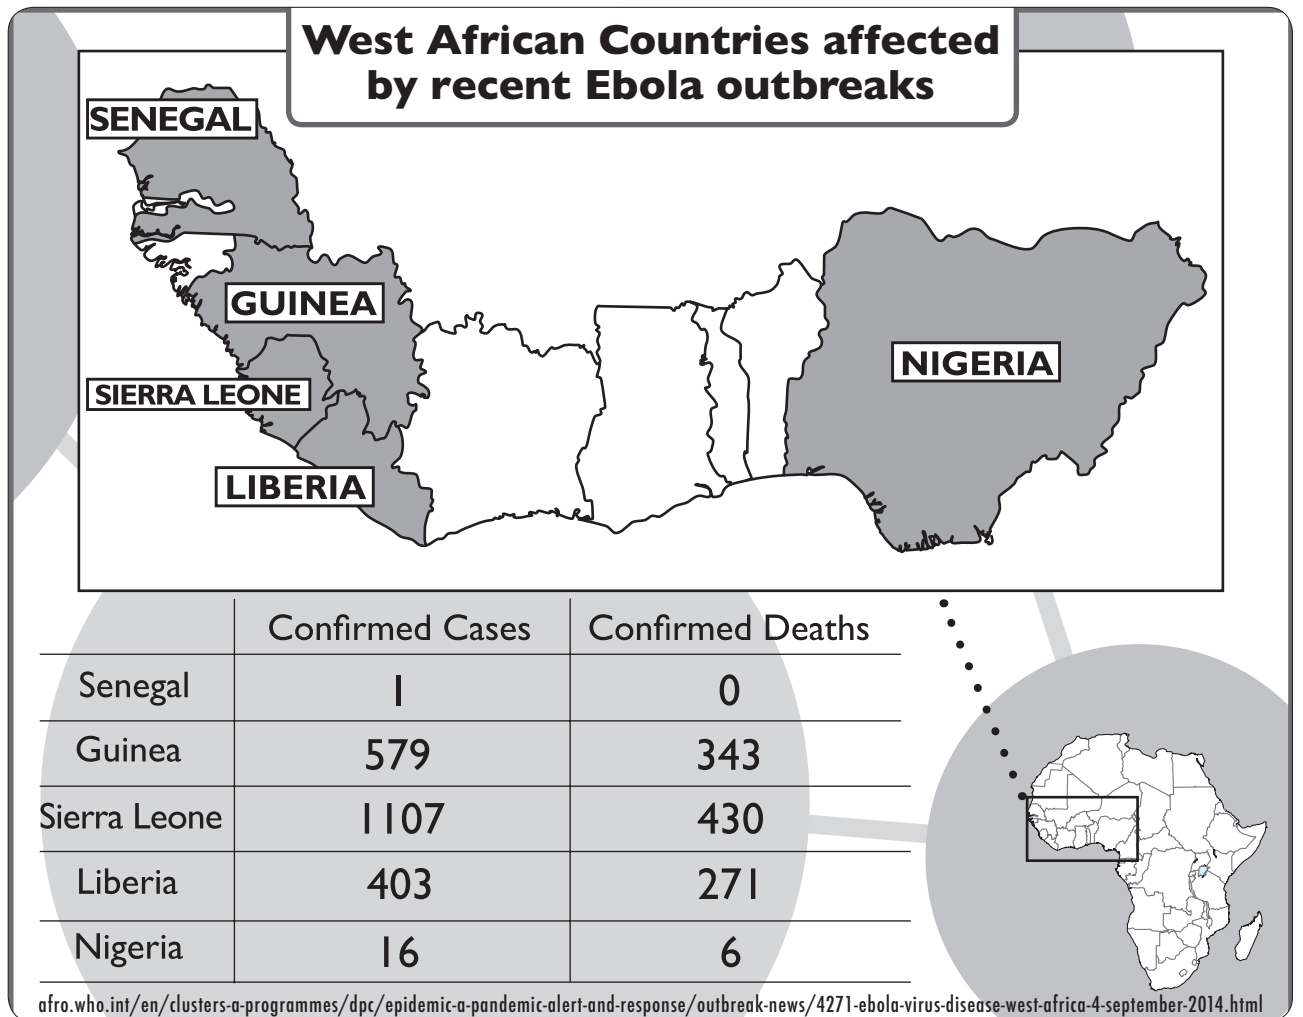 West African Countries affected
by recent Ebola outbreaks
SENEGAL
GUINEA
SIERRA LEONE
LIBERIA
NIGERIA
Confirmed Cases Confirmed Deaths
Senegal 1 0
Guinea 579 343
Sierra Leone 1107 430
Liberia 403 271
Nigeria 16 6
afro.who.int/en/clusters-a-programmes/dpc/epidemic-a-pandemic-alert-and-response/outbreak-news/4271-ebola-virus-disease-west-africa-4-september-2014.html